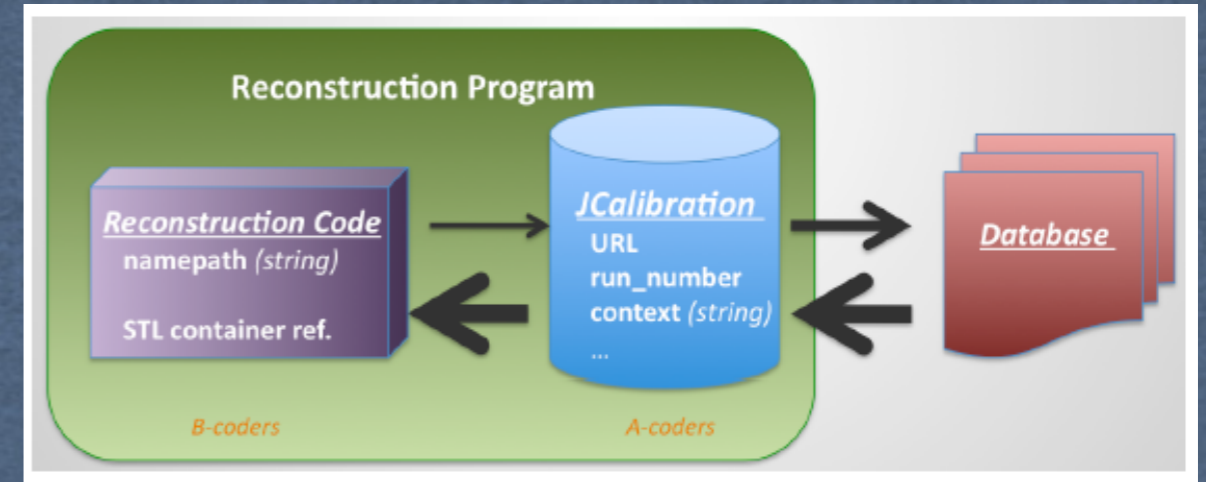 Reconstruction Program
Reconstruction Code
namepath (string)
STL container ref.
B-coders
JCalibration
URL
run_number
context (string)
...
A-coders
Database